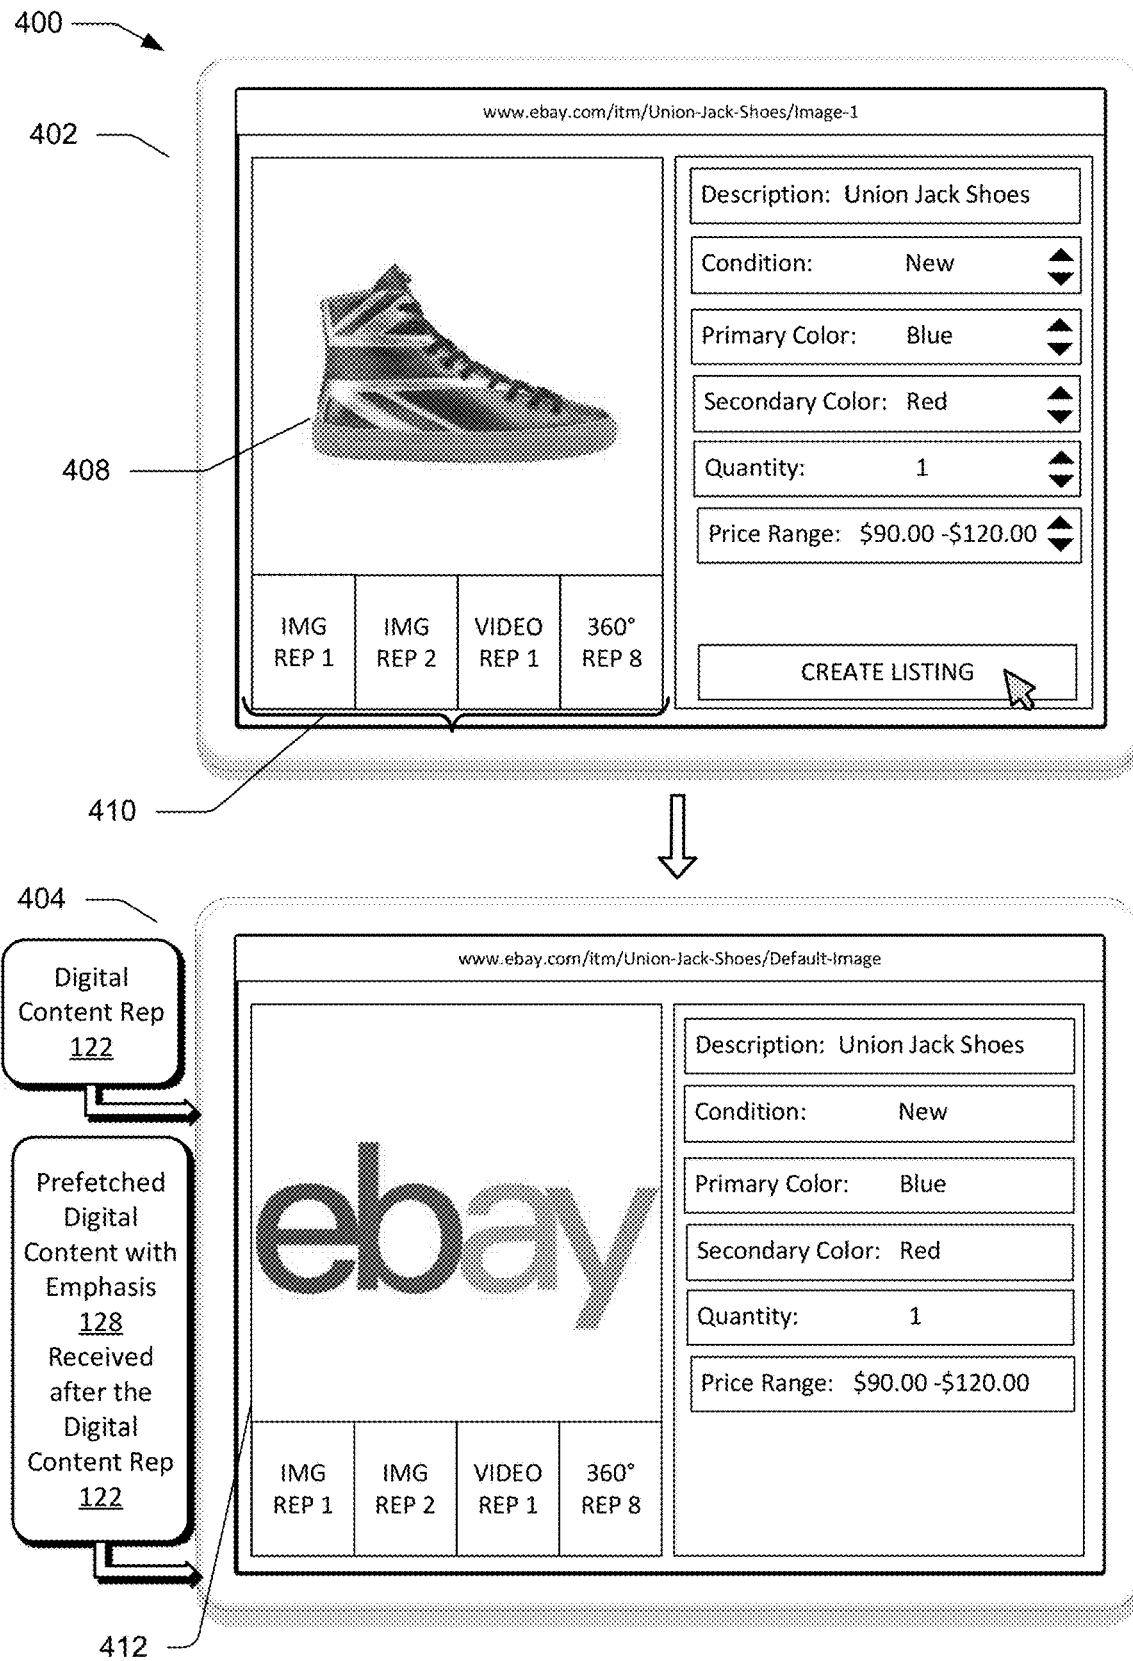 400
402
www.ebay.com/itm/Union-Jack-Shoes/Image-1
Description: Union Jack Shoes
Condition: New
Primary Color: Blue
Secondary Color: Red
Quantity: 1
Price Range: $90.00 -$120.00
408
IMG
REP 1
IMG
REP 2
VIDEO
REP 1
360°
REP 8
CREATE LISTING
410
404
Digital
Content Rep
122
Prefetched
Digital
Content with
Emphasis
128
Received
after the
Digital
Content Rep
122
www.ebay.com/itm/Union-Jack-Shoes/Default-Image
ebay
Description: Union Jack Shoes
Condition: New
Primary Color: Blue
Secondary Color: Red
Quantity: 1
Price Range: $90.00 -$120.00
IMG
REP 1
IMG
REP 2
VIDEO
REP 1
360°
REP 8
412